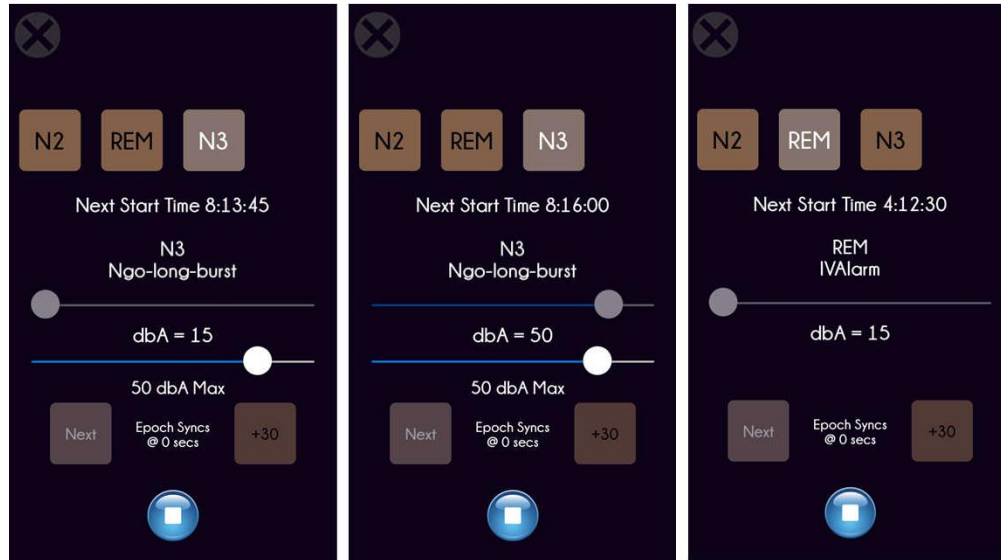 N2 REM N3
Next Start Time 8:13:45
N3
Ngo-long-burst
dbA = 15
50 dbA Max
Next Epoch Syncs +30
@ 0 secs
N2 REM N3
Next Start Time 8:16:00
N3
Ngo-long-burst
dbA = 50
50 dbA Max
Next Epoch Syncs +30
@ 0 secs
N2 REM N3
Next Start Time 4:12:30
REM
IVAlarm
dbA = 15
Next Epoch Syncs +30
@ 0 secs